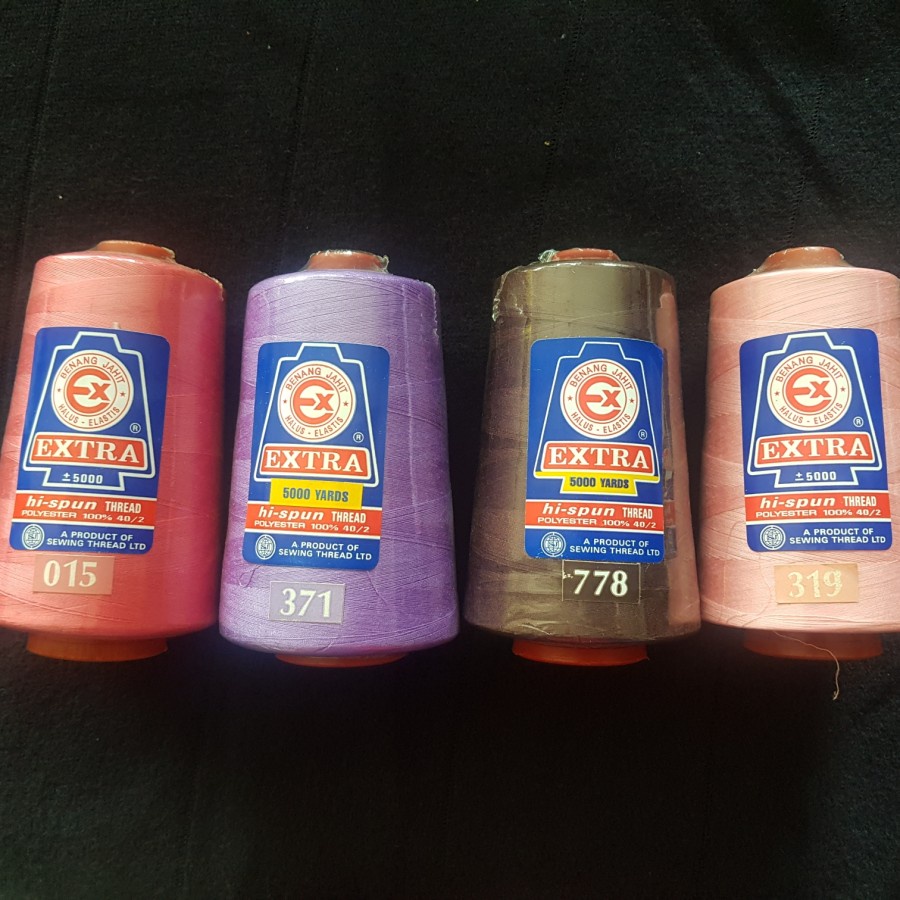 BENANG JAHIT
EX
HALUS - ELASTIS
®
EXTRA
±5000
hi-spun THREAD
POLYESTER 100% 40/2
A PRODUCT OF
SEWING THREAD LTD
015
BENANG JAHIT
EX
HALUS - ELASTIS
®
EXTRA
5000 YARDS
hi-spun THREAD
POLYESTER 100% 40/2
A PRODUCT OF
SEWING THREAD LTD
371
BENANG JAHIT
EX
HALUS - ELASTIS
®
EXTRA
5000 YARDS
hi-spun THREAD
POLYESTER 100% 40/2
A PRODUCT OF
SEWING THREAD LTD
778
BENANG JAHIT
EX
HALUS - ELASTIS
®
EXTRA
±5000
hi-spun THREAD
POLYESTER 100% 40/2
A PRODUCT OF
SEWING THREAD LTD
319